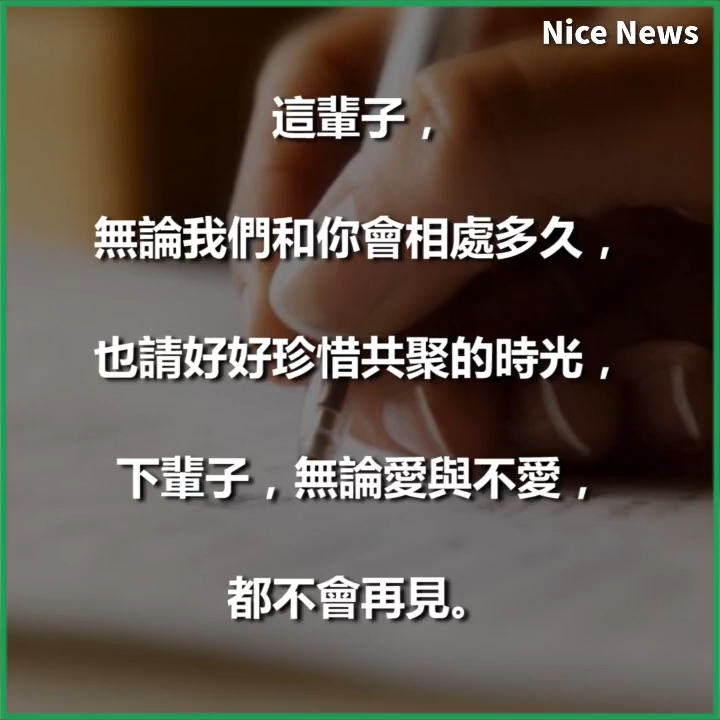 Nice News
這輩子，
無論我們和你會相處多久，
也請好好珍惜共聚的時光，
下輩子，無論愛與不愛，
都不會再見。